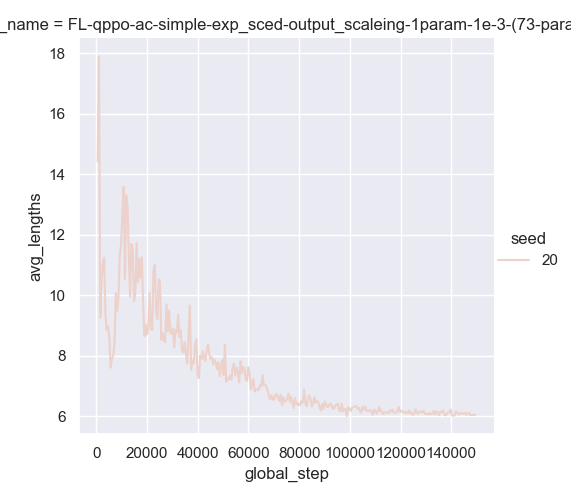 _name = FL-qppo-ac-simple-exp_sced-output_scaleing-1param-1e-3-(73-para
18
16
14
12
10
8
6
avg_lengths
0 20000 40000 60000 80000 100000 120000 140000
global_step
seed
20